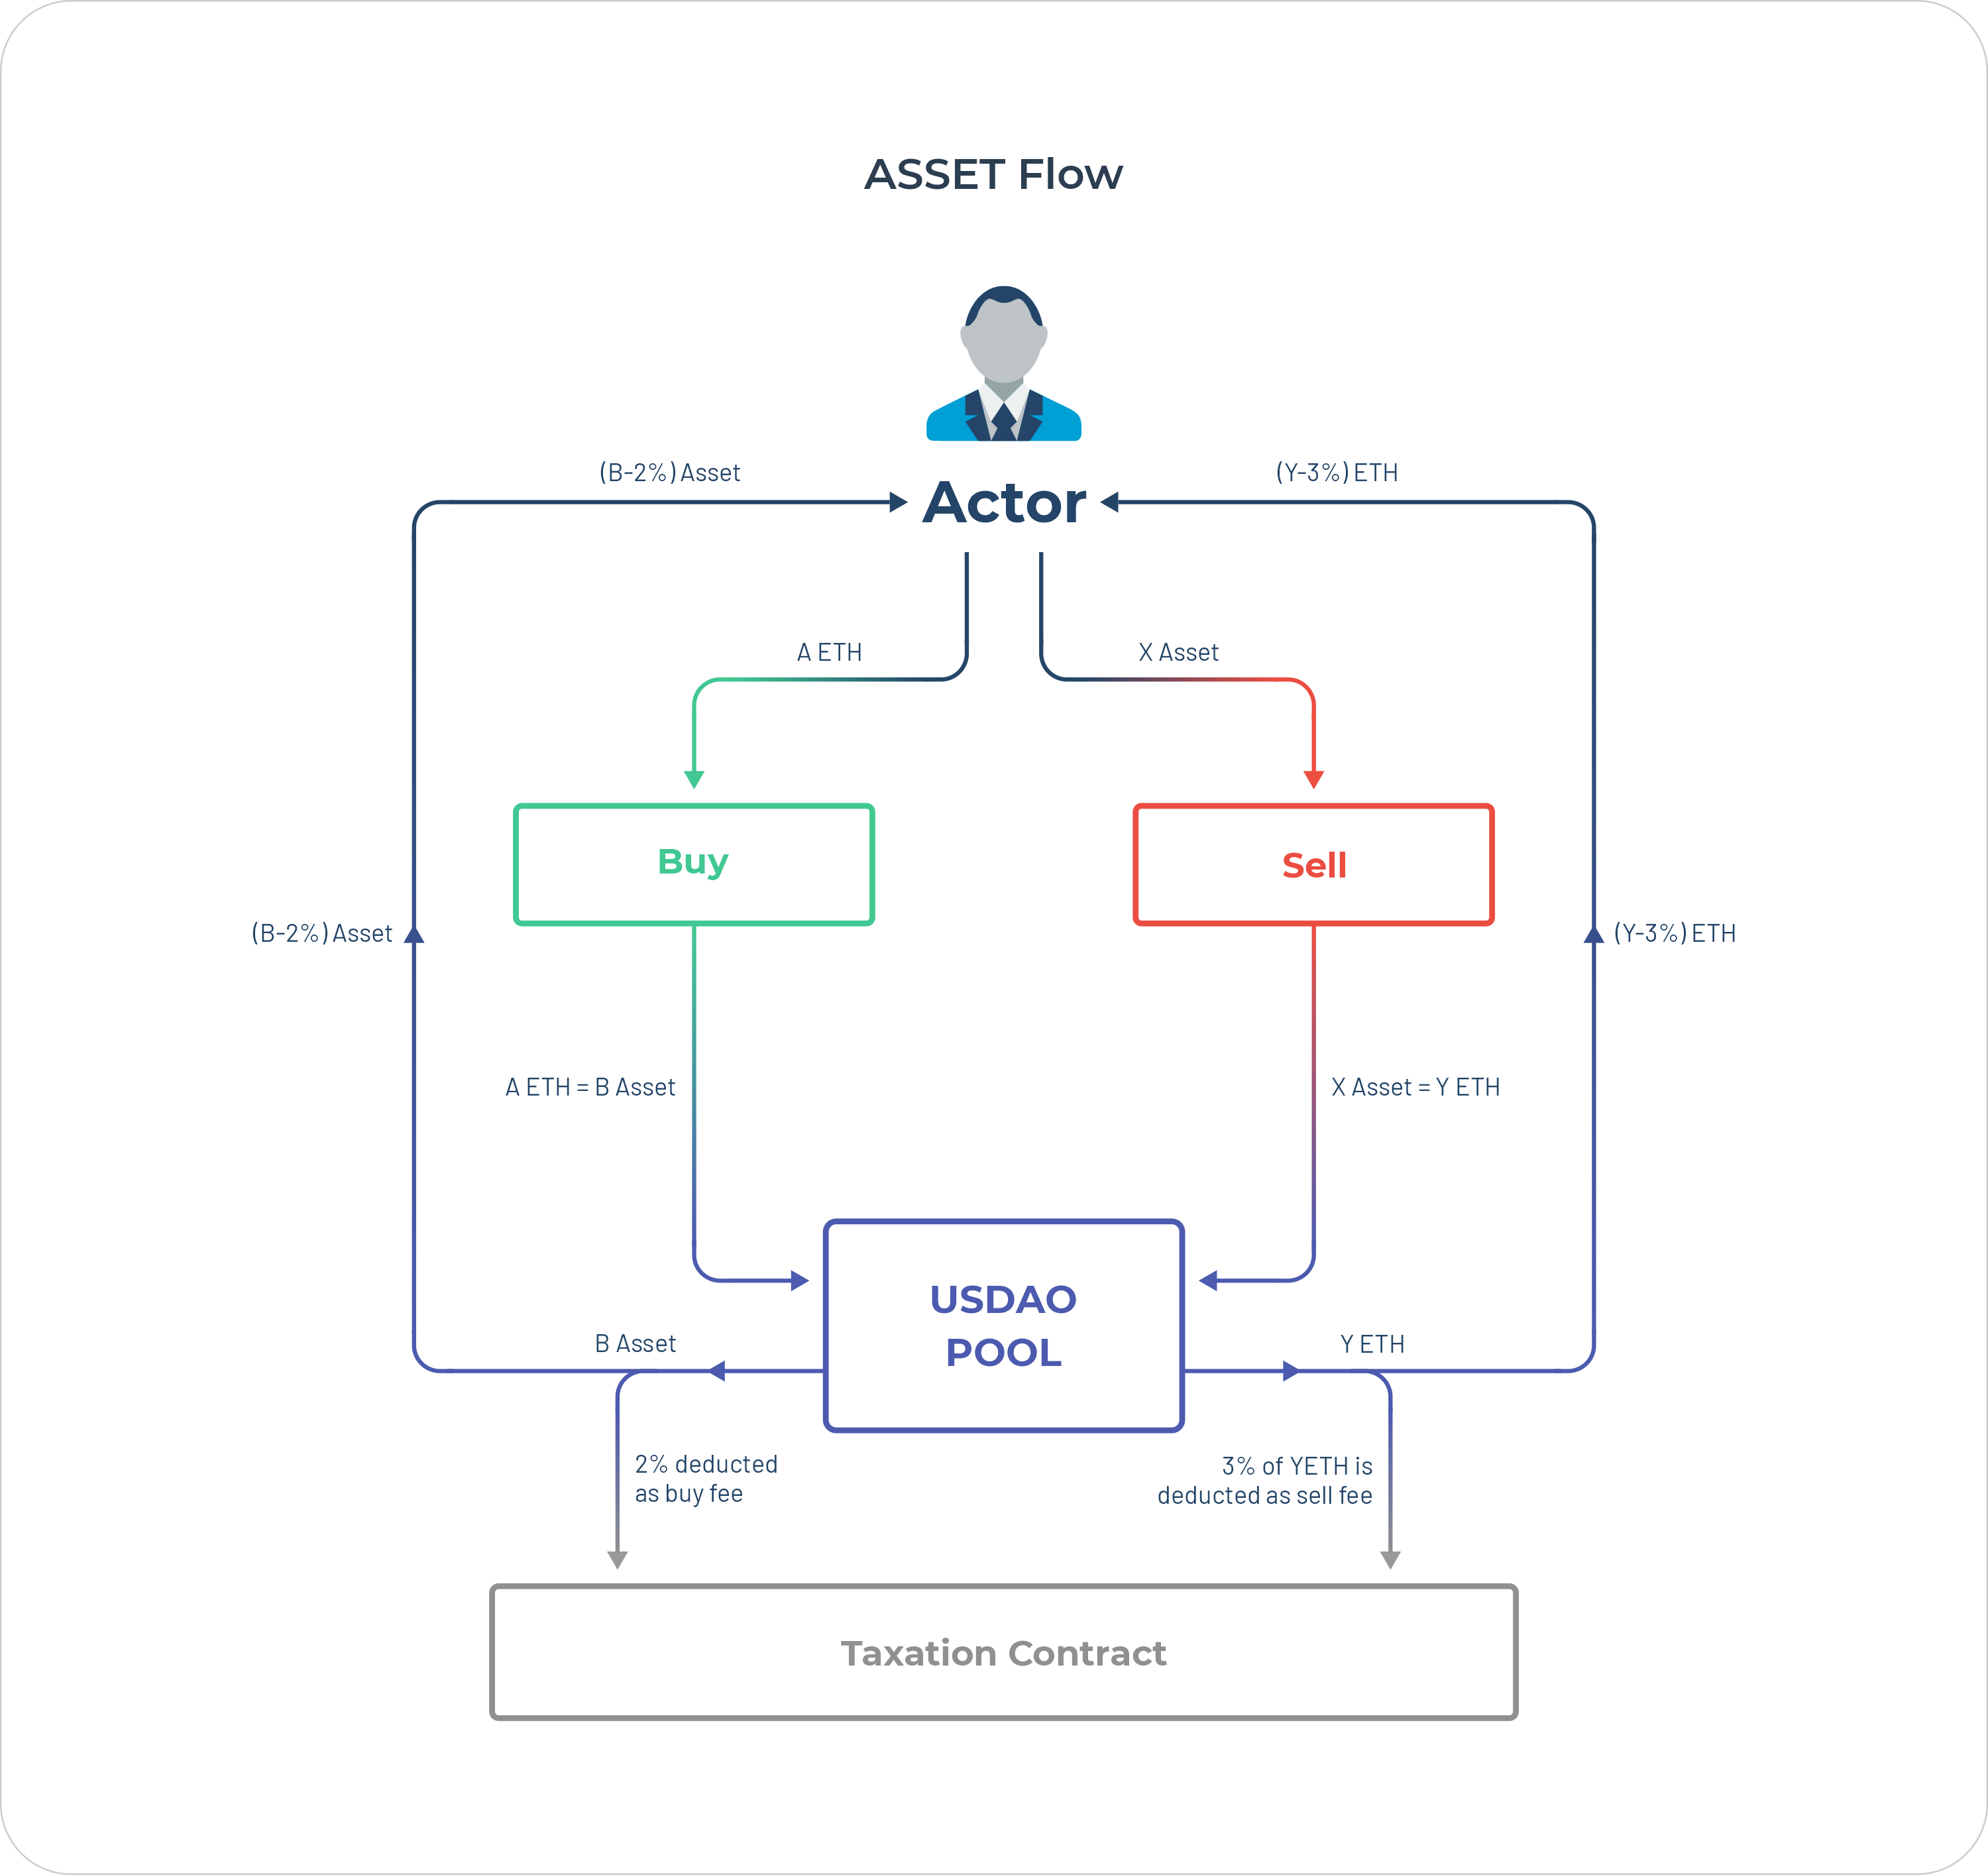 ASSET Flow
(B-2%) Asset
Actor
(Y-3%) ETH
A ETH
X Asset
Buy
Sell
(B-2%) Asset
(Y-3%) ETH
A ETH = B Asset
X Asset = Y ETH
USDAO
POOL
B Asset
Y ETH
2% deducted
as buy fee
3% of YETH is
deducted as sell fee
Taxation Contract